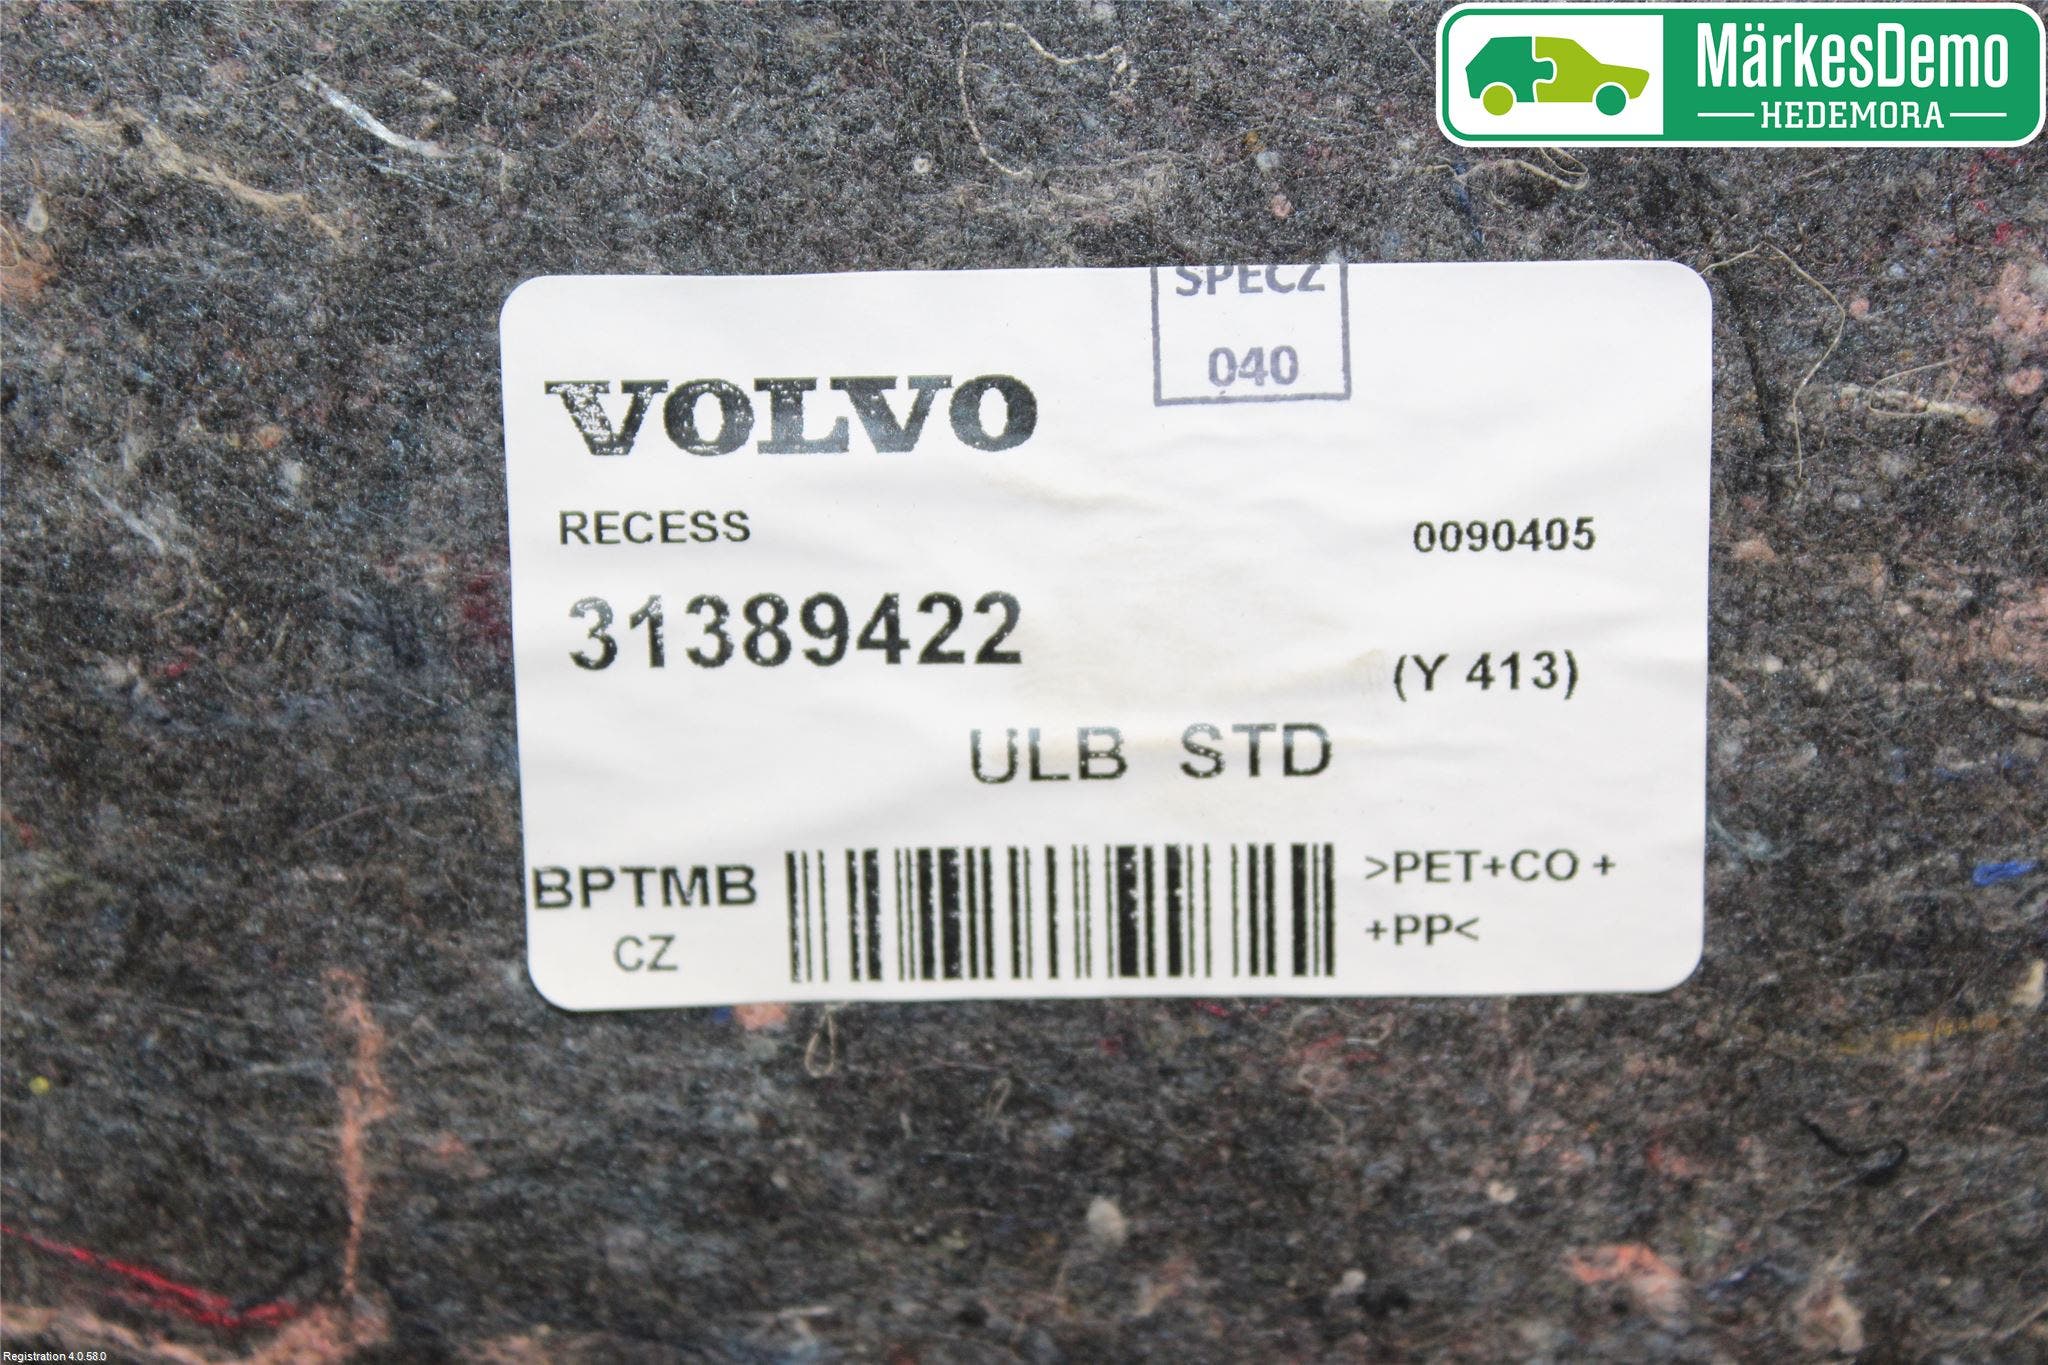 MärkesDemo
HEDEMORA
SPECZ
040
VOLVO
RECESS
0090405
31389422
(Y 413)
ULB STD
BPTMB
CZ
>PET+CO +
+PP<
Registration 4.0.58.0